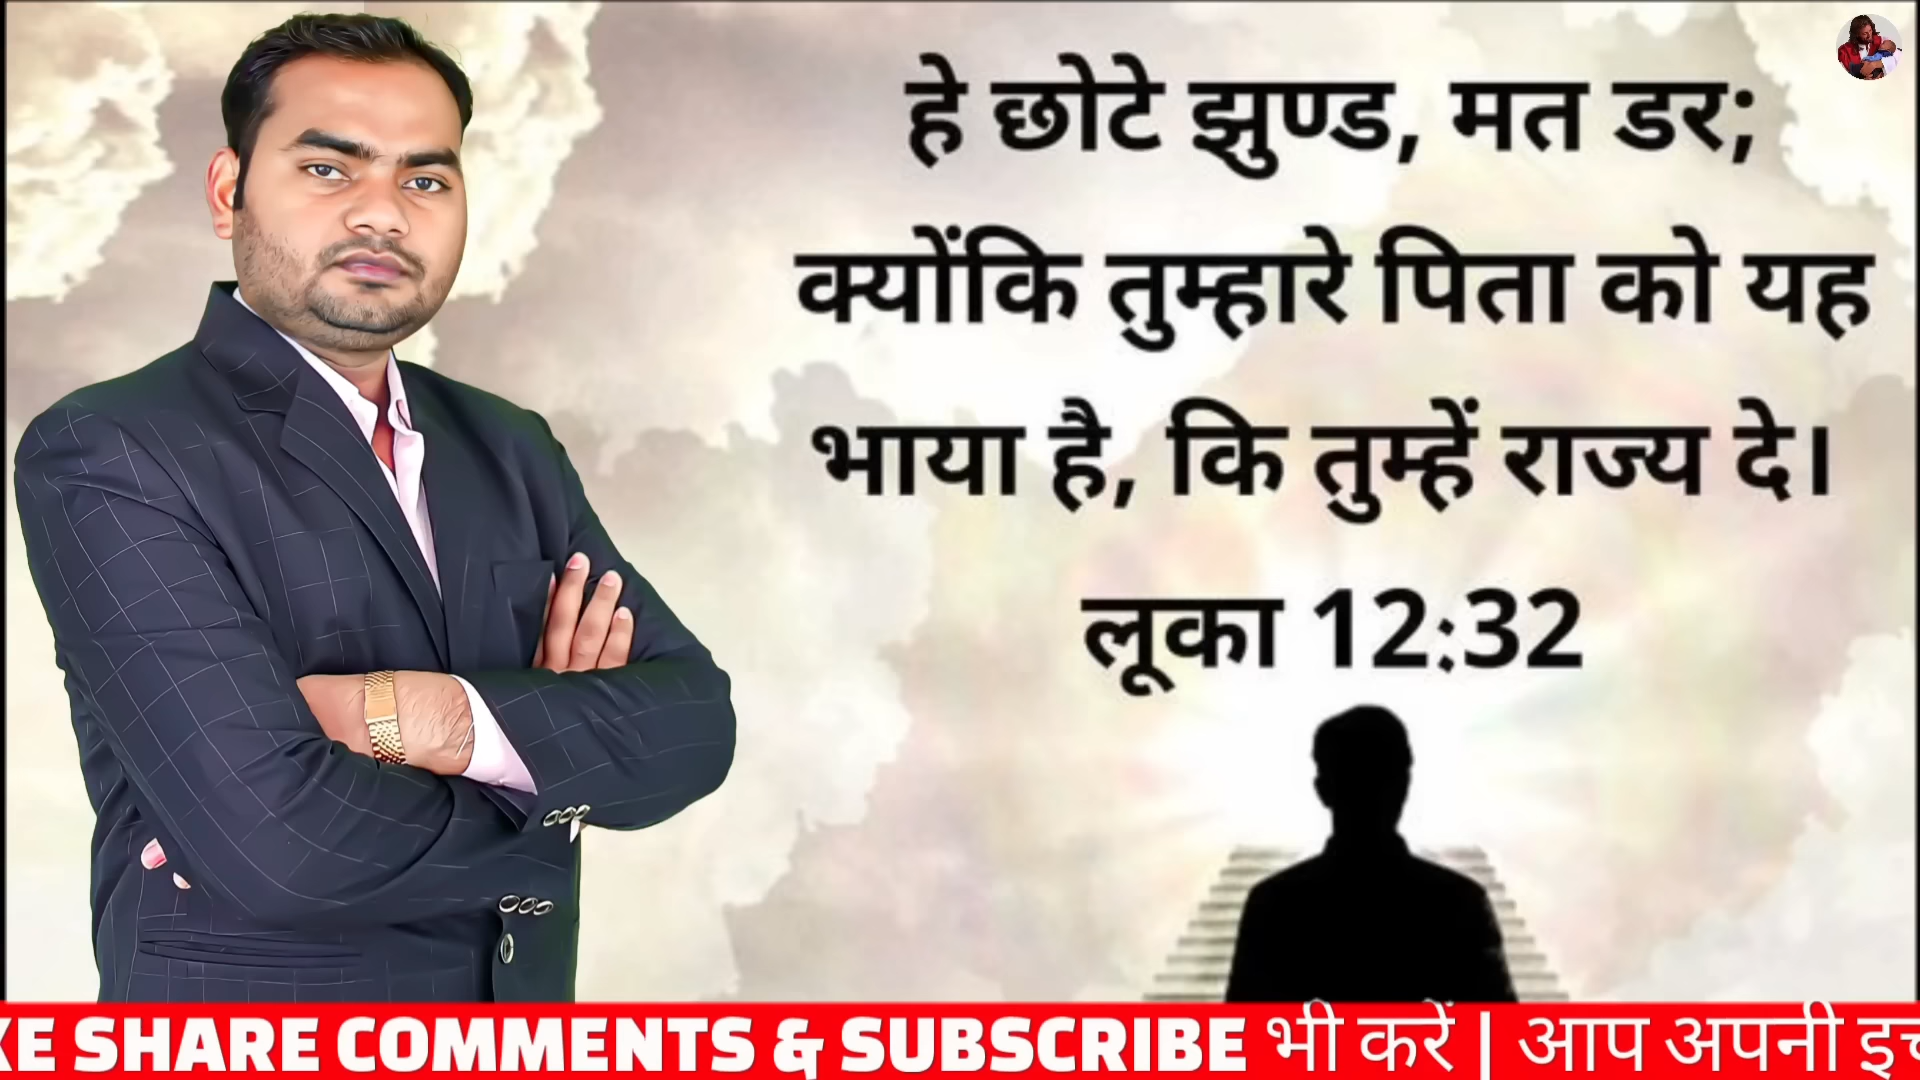 हे छोटे झुण्ड, मत डर;
क्योंकि तुम्हारे पिता को यह
भाया है, कि तुम्हें राज्य दे।
लूका 12:32
SHARE COMMENTS & SUBSCRIBE भी करें | आप अपनी